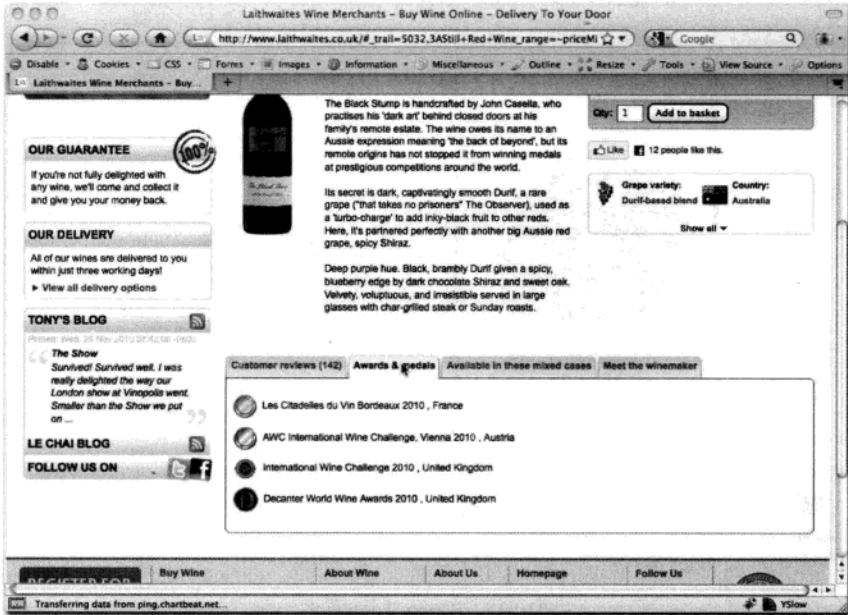 Laithwaites Wine Merchants – Buy Wine Online – Delivery To Your Door
http://www.laithwaites.co.uk/#_trail=5032,3AStill+Red+Wine_range=~priceMi
Google
Disable Cookies CSS Forms Images Information Miscellaneous Outline Resize Tools View Source Options
Laithwaites Wine Merchants – Buy...
OUR GUARANTEE
100%
If you're not fully delighted with
any wine, we'll come and collect it
and give you your money back.
OUR DELIVERY
All of our wines are delivered to you
within just three working days!
► View all delivery options
TONY'S BLOG
The Show
Survived! Survived well. I was
really delighted the way our
London show at Vinopolis went.
Smaller than the Show we put
on ...
LE CHAI BLOG
FOLLOW US ON
The Black Stump is handcrafted by John Casella, who
practises his 'dark art' behind closed doors at his
family's remote estate. The wine owes its name to an
Aussie expression meaning 'the back of beyond', but its
remote origins has not stopped it from winning medals
at prestigious competitions around the world.
Its secret is dark, captivatingly smooth Durif, a rare
grape ("that takes no prisoners" The Observer), used as
a 'turbo-charge' to add inky-black fruit to other reds.
Here, it's partnered perfectly with another big Aussie red
grape, spicy Shiraz.
Deep purple hue. Black, brambly Durif given a spicy,
blueberry edge by dark chocolate Shiraz and sweet oak.
Velvety, voluptuous, and irresistible served in large
glasses with char-grilled steak or Sunday roasts.
Qty: 1 Add to basket
Like 12 people like this.
Grape variety:
Durif-based blend
Country:
Australia
Show all
Customer reviews (142) Awards & medals Available in these mixed cases Meet the winemaker
Les Citadelles du Vin Bordeaux 2010 , France
AWC International Wine Challenge, Vienna 2010 , Austria
International Wine Challenge 2010 , United Kingdom
Decanter World Wine Awards 2010 , United Kingdom
REGISTER FOR
Buy Wine About Wine About Us Homepage Follow Us
Transferring data from ping.chartbeat.net...
YSlow